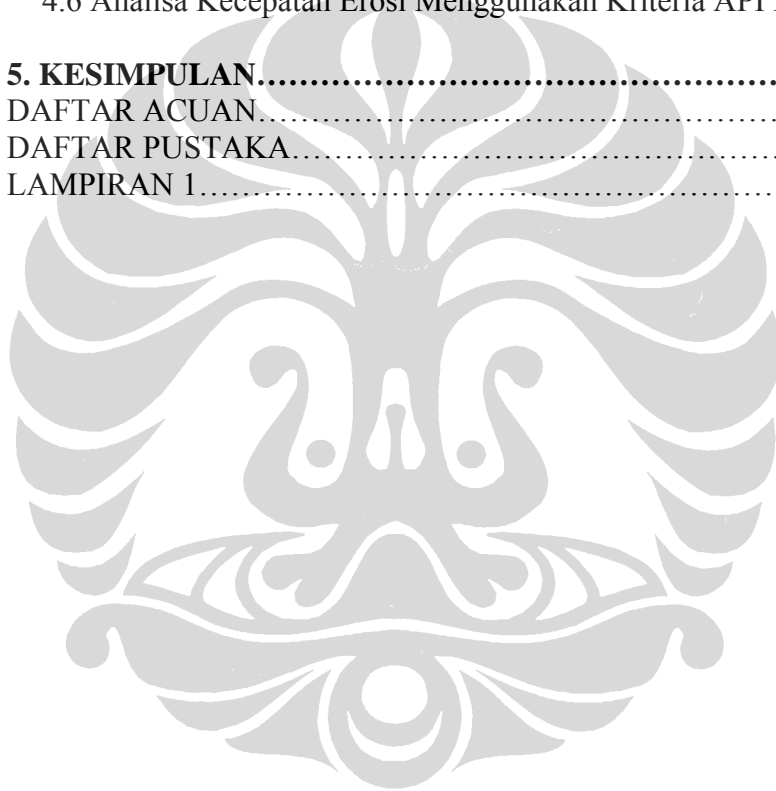 4.6 Analisa Kecepatan Erosi Menggunakan Kriteria API
5. KESIMPULAN……………………………………………
DAFTAR ACUAN……………………………………………
DAFTAR PUSTAKA…………………………………………
LAMPIRAN 1…………………………………………………